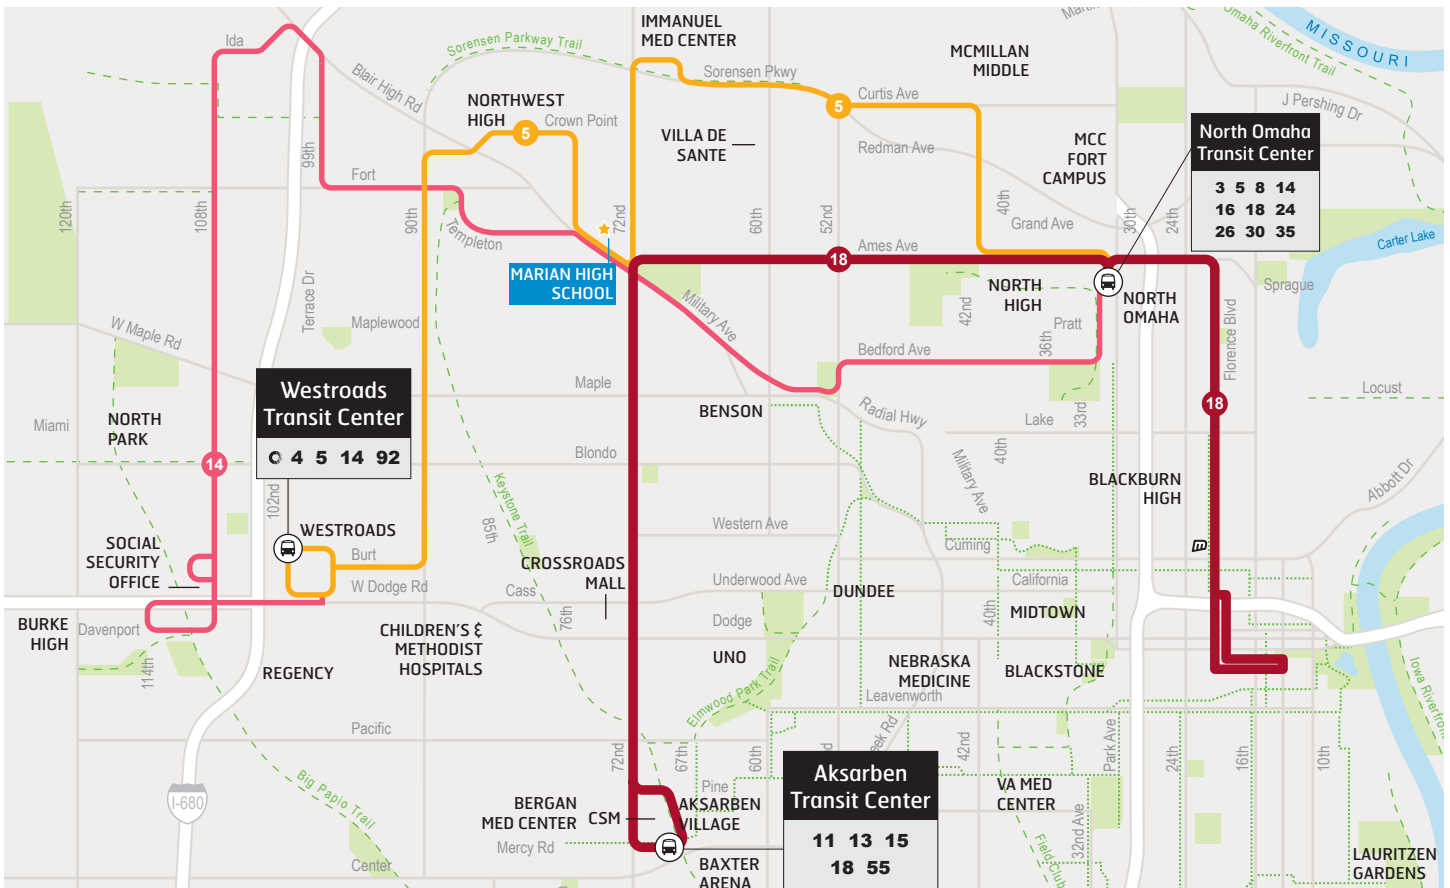 IMMANUEL
MED CENTER
MCMILLAN
MIDDLE
MISSOURI
Omaha Riverfront Trail
Ida
Sorensen Parkway Trail
Sorensen Pkwy
Blair High Rd
NORTHWEST
HIGH
Crown Point
5
Curtis Ave
5
J Pershing Dr
VILLA DE
SANTE
Redman Ave
MCC
FORT
CAMPUS
North Omaha
Transit Center
3 5 8 14
16 18 24
26 30 35
99th
Fort
120th
108th
90th
Templeton
72nd
60th
52nd
40th
Grand Ave
30th
24th
Ames Ave
18
Carter Lake
MARIAN HIGH
SCHOOL
Military Ave
NORTH
HIGH
42nd
NORTH
OMAHA
Sprague
Terrace Dr
Maplewood
W Maple Rd
Pratt
36th
Florence Blvd
Bedford Ave
Westroads
Transit Center
4 5 14 92
Maple
BENSON
Radial Hwy
Lake
33rd
18
Locust
Miami
NORTH
PARK
14
Blondo
40th
Military Ave
BLACKBURN
HIGH
Abbott Dr
102nd
Keystone Trail
85th
Western Ave
WESTROADS
Burt
W Dodge Rd
SOCIAL
SECURITY
OFFICE
CROSSROADS
MALL
Cuming
Underwood Ave
California
Cass
76th
DUNDEE
40th
MIDTOWN
BURKE
HIGH
Davenport
114th
CHILDREN'S &
METHODIST
HOSPITALS
Dodge
UNO
REGENCY
NEBRASKA
MEDICINE
BLACKSTONE
Elmwood Park Trail
Leavenworth
Iowa Riverfront
Pacific
72nd
67th
60th
42nd
Park Ave
24th
16th
10th
Aksarben
Transit Center
11 13 15
18 55
I-680
Big Papio Trail
Pine
BERGAN
MED CENTER
CSM
AKSARBEN
VILLAGE
VA MED
CENTER
Mercy Rd
32nd Ave
Center
BAXTER
ARENA
Field Club
LAURITZEN
GARDENS